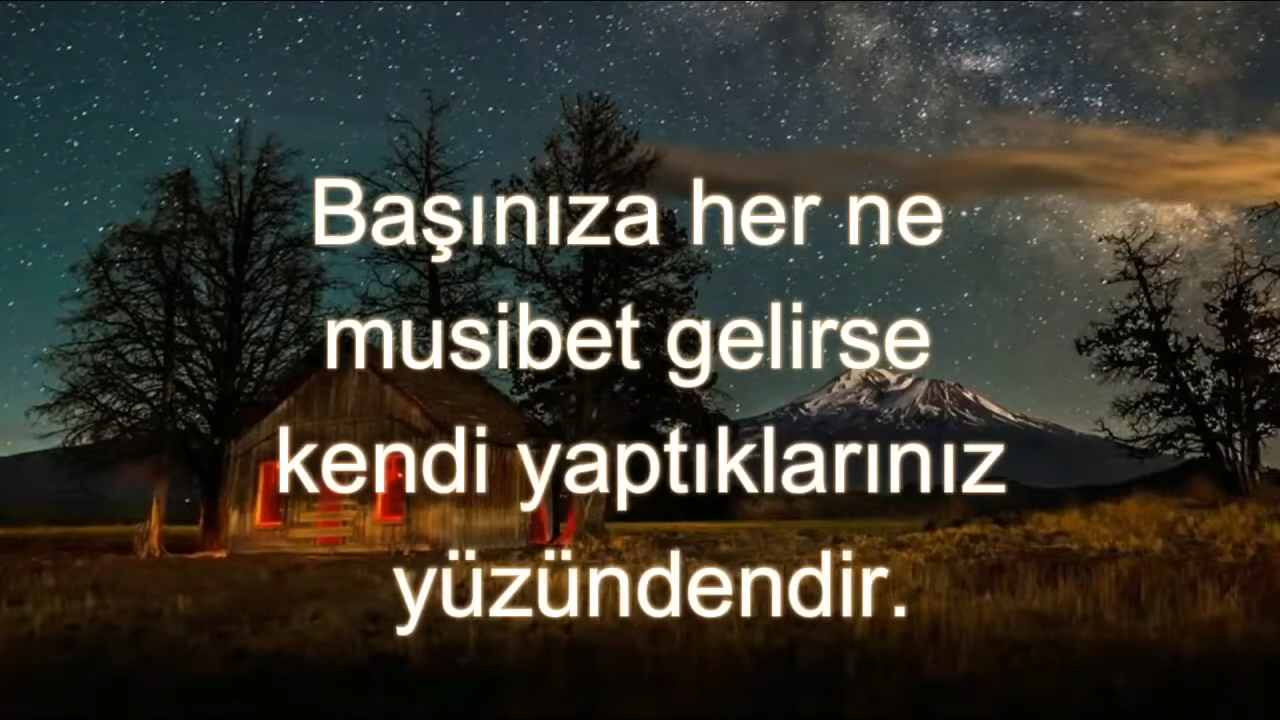 Başınıza her ne
musibet gelirse
kendi yaptıklarınız
yüzündendir.